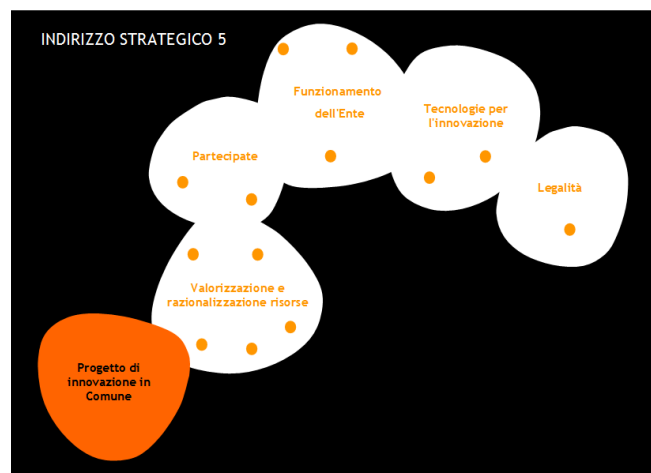 INDIRIZZO STRATEGICO 5
Funzionamento
dell'Ente
Tecnologie per
l'innovazione
Partecipate
Legalità
Valorizzazione e
razionalizzazione risorse
Progetto di
innovazione in
Comune